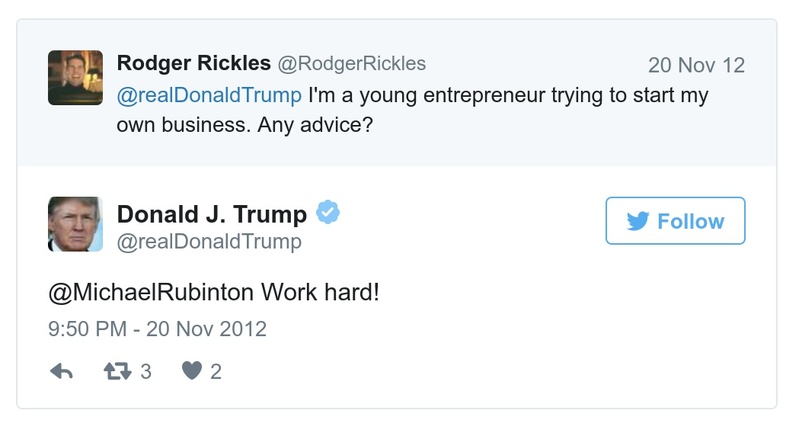 Rodger Rickles @RodgerRickles 20 Nov 12
@realDonaldTrump I'm a young entrepreneur trying to start my
own business. Any advice?
Donald J. Trump
@realDonaldTrump
Follow
@MichaelRubinton Work hard!
9:50 PM - 20 Nov 2012
3 2